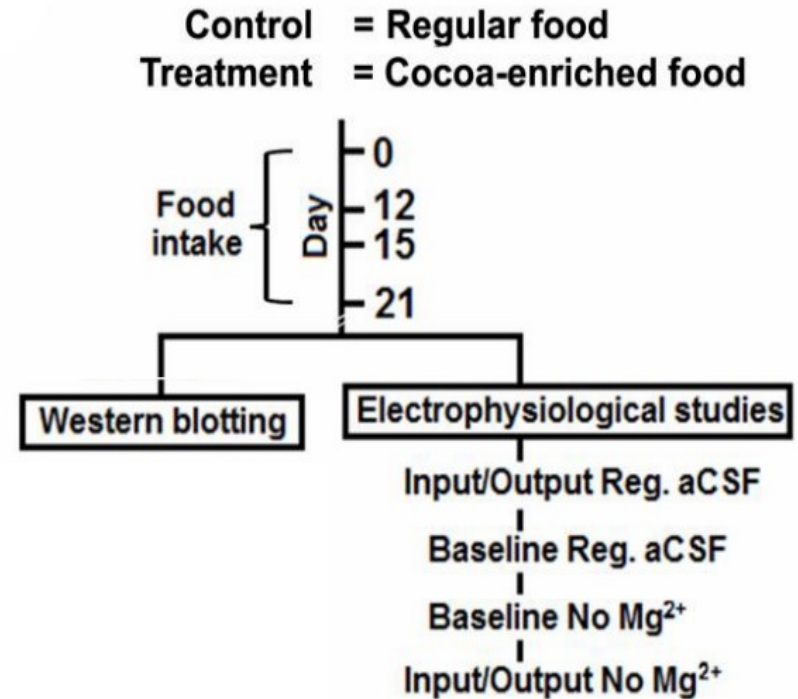 Control = Regular food
Treatment = Cocoa-enriched food
0
Food intake
Day
12
15
21
Western blotting
Electrophysiological studies
Input/Output Reg. aCSF
Baseline Reg. aCSF
Baseline No Mg²⁺
Input/Output No Mg²⁺